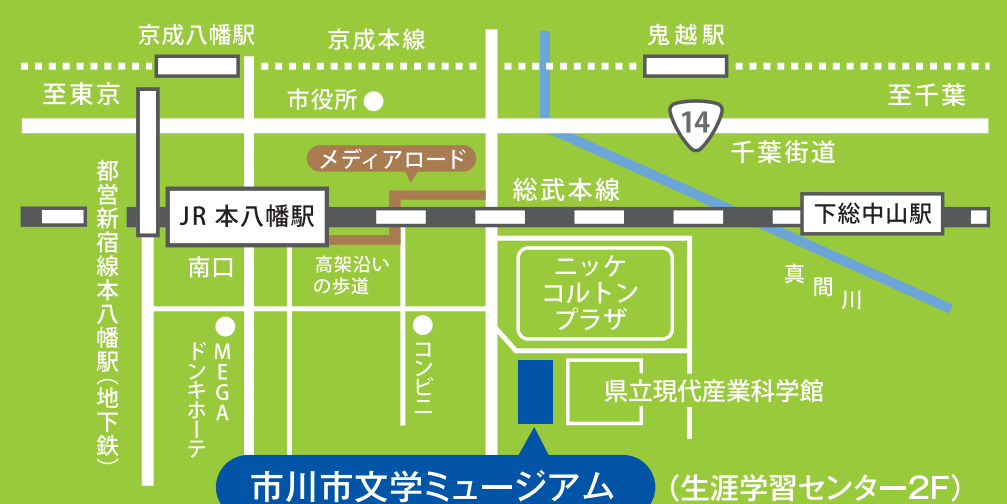 京成八幡駅
京成本線
鬼越駅
至東京
市役所
至千葉
14
千葉街道
メディアロード
都営新宿線本八幡駅(地下鉄)
JR 本八幡駅
総武本線
下総中山駅
南口
高架沿い
の歩道
ニッケ
コルトン
プラザ
真間川
MEGA
ドンキホーテ
コンビニ
県立現代産業科学館
市川市文学ミュージアム
(生涯学習センター2F)